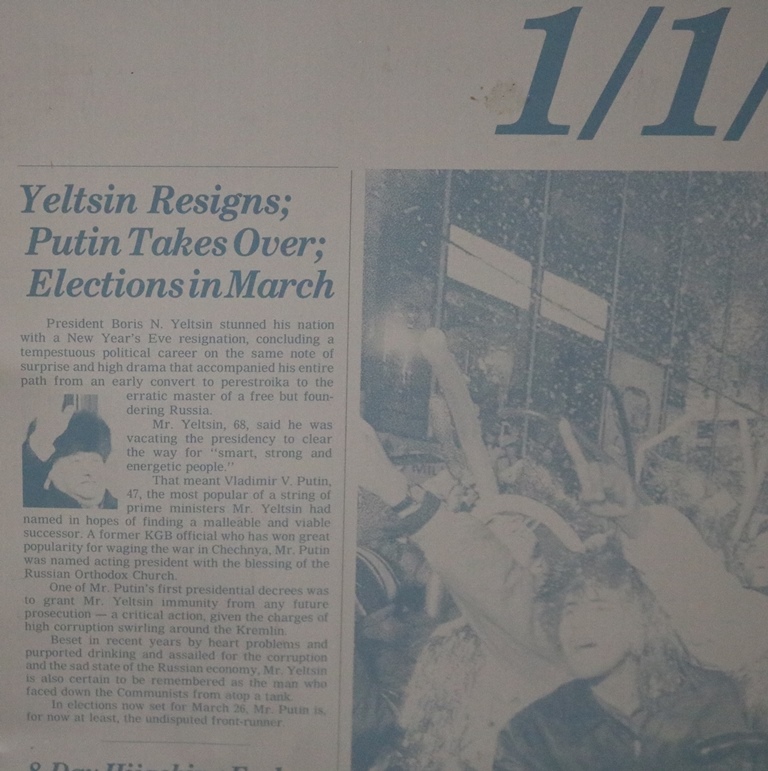 1/1/
Yeltsin Resigns;
Putin Takes Over;
Elections in March
President Boris N. Yeltsin stunned his nation
with a New Year's Eve resignation, concluding a
tempestuous political career on the same note of
surprise and high drama that accompanied his entire
path from an early convert to perestroika to the
erratic master of a free but foun-
dering Russia.
Mr. Yeltsin, 68, said he was
vacating the presidency to clear
the way for "smart, strong and
energetic people."
That meant Vladimir V. Putin,
47, the most popular of a string of
prime ministers Mr. Yeltsin had
named in hopes of finding a malleable and viable
successor. A former KGB official who has won great
popularity for waging the war in Chechnya, Mr. Putin
was named acting president with the blessing of the
Russian Orthodox Church.
One of Mr. Putin's first presidential decrees was
to grant Mr. Yeltsin immunity from any future
prosecution — a critical action, given the charges of
high corruption swirling around the Kremlin.
Beset in recent years by heart problems and
purported drinking and assailed for the corruption
and the sad state of the Russian economy, Mr. Yeltsin
is also certain to be remembered as the man who
faced down the Communists from atop a tank.
In elections now set for March 26, Mr. Putin is,
for now at least, the undisputed front-runner.
8-Day Hijacking